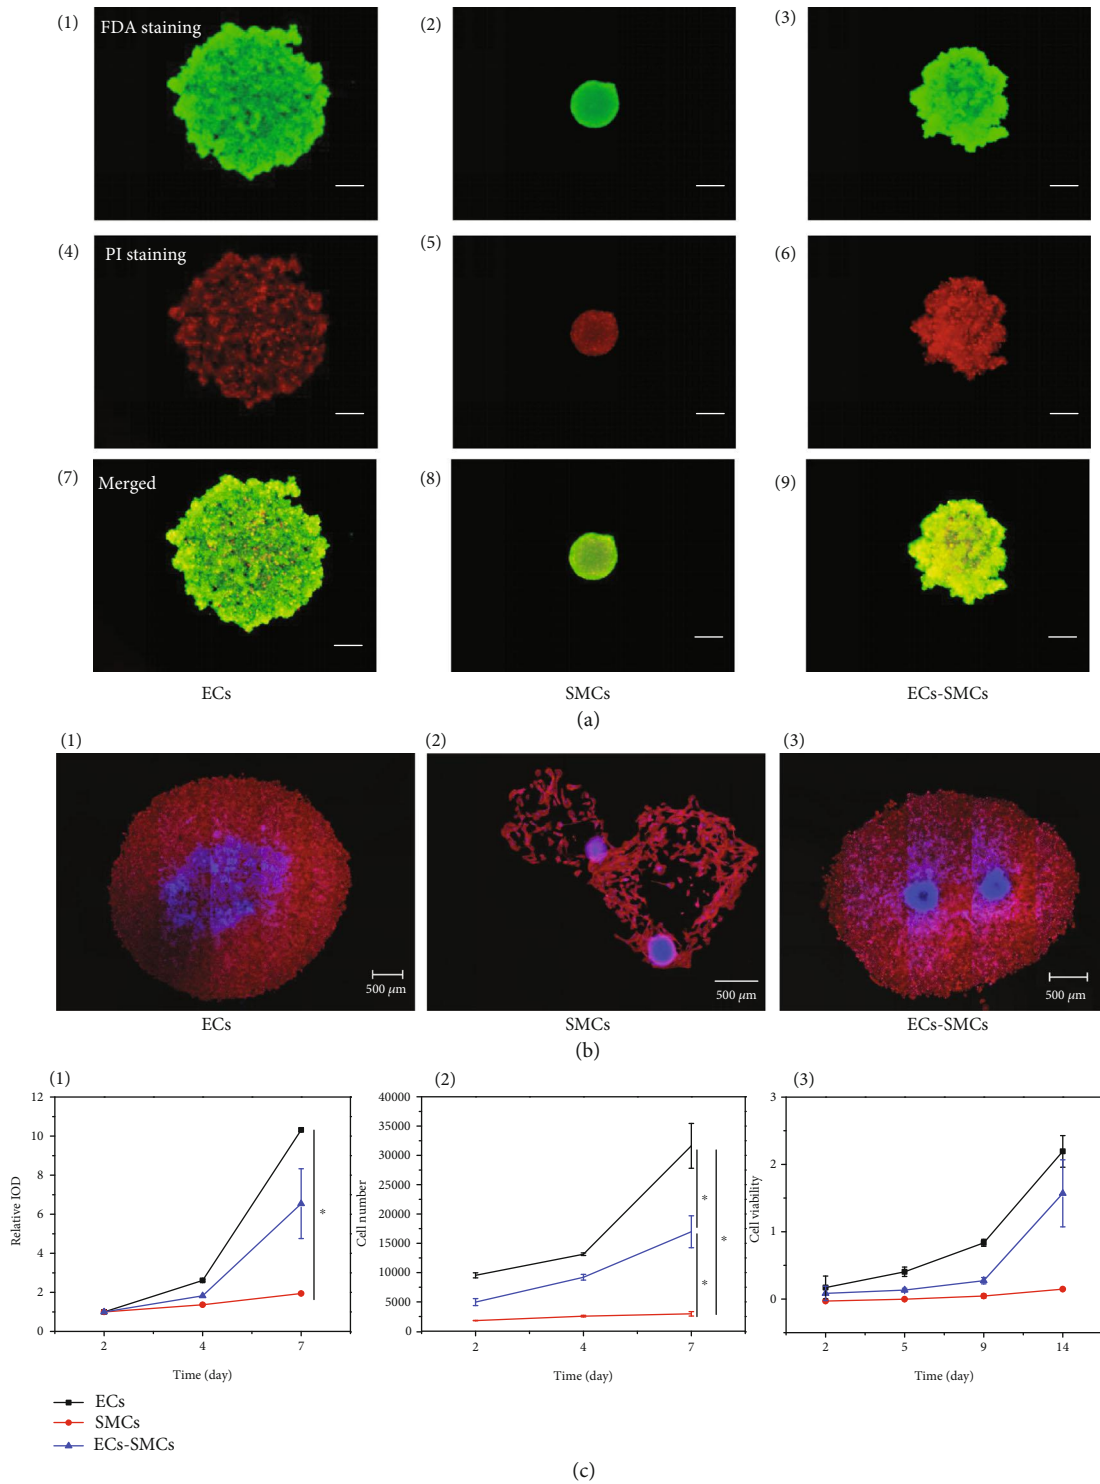 (1) FDA staining (2) (3)
(4) PI staining (5) (6)
(7) Merged (8) (9)
ECs SMCs ECs-SMCs
(a)
(1) (2) (3)
500 μm 500 μm 500 μm
ECs SMCs ECs-SMCs
(b)
(1)
12
10
8
6
4
2
0
Relative IOD
2 4 7
Time (day)
*
(2)
40000
35000
30000
25000
20000
15000
10000
5000
0
Cell number
2 4 7
Time (day)
*
*
*
(3)
3
2
1
0
Cell viability
2 5 9 14
Time (day)
ECs
SMCs
ECs-SMCs
(c)